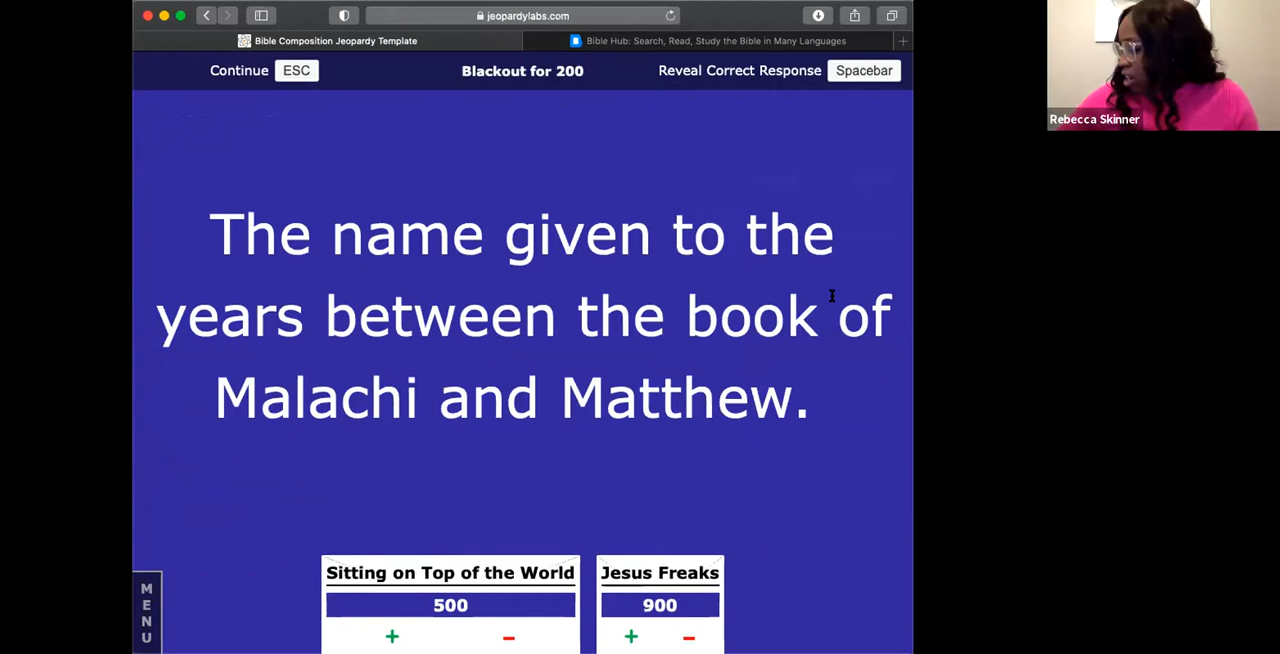 jeopardylabs.com
Bible Composition Jeopardy Template
Bible Hub: Search, Read, Study the Bible in Many Languages
Continue ESC
Blackout for 200
Reveal Correct Response Spacebar
Rebecca Skinner
The name given to the
years between the book of
Malachi and Matthew.
MENU
Sitting on Top of the World
500
+ −
Jesus Freaks
900
+ −